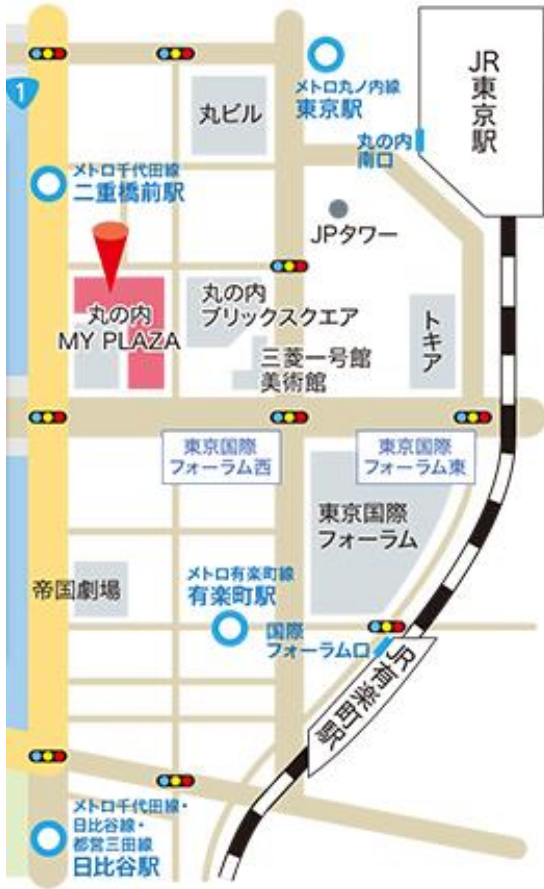 JR東京駅
メトロ丸ノ内線
東京駅
1
丸ビル
丸の内
南口
メトロ千代田線
二重橋前駅
JPタワー
丸の内
MY PLAZA
丸の内
ブリックスクエア
トキア
三菱一号館
美術館
東京国際
フォーラム西
東京国際
フォーラム東
東京国際
フォーラム
帝国劇場
メトロ有楽町線
有楽町駅
国際
フォーラム口
JR有楽町駅
メトロ千代田線・
日比谷線・
都営三田線
日比谷駅